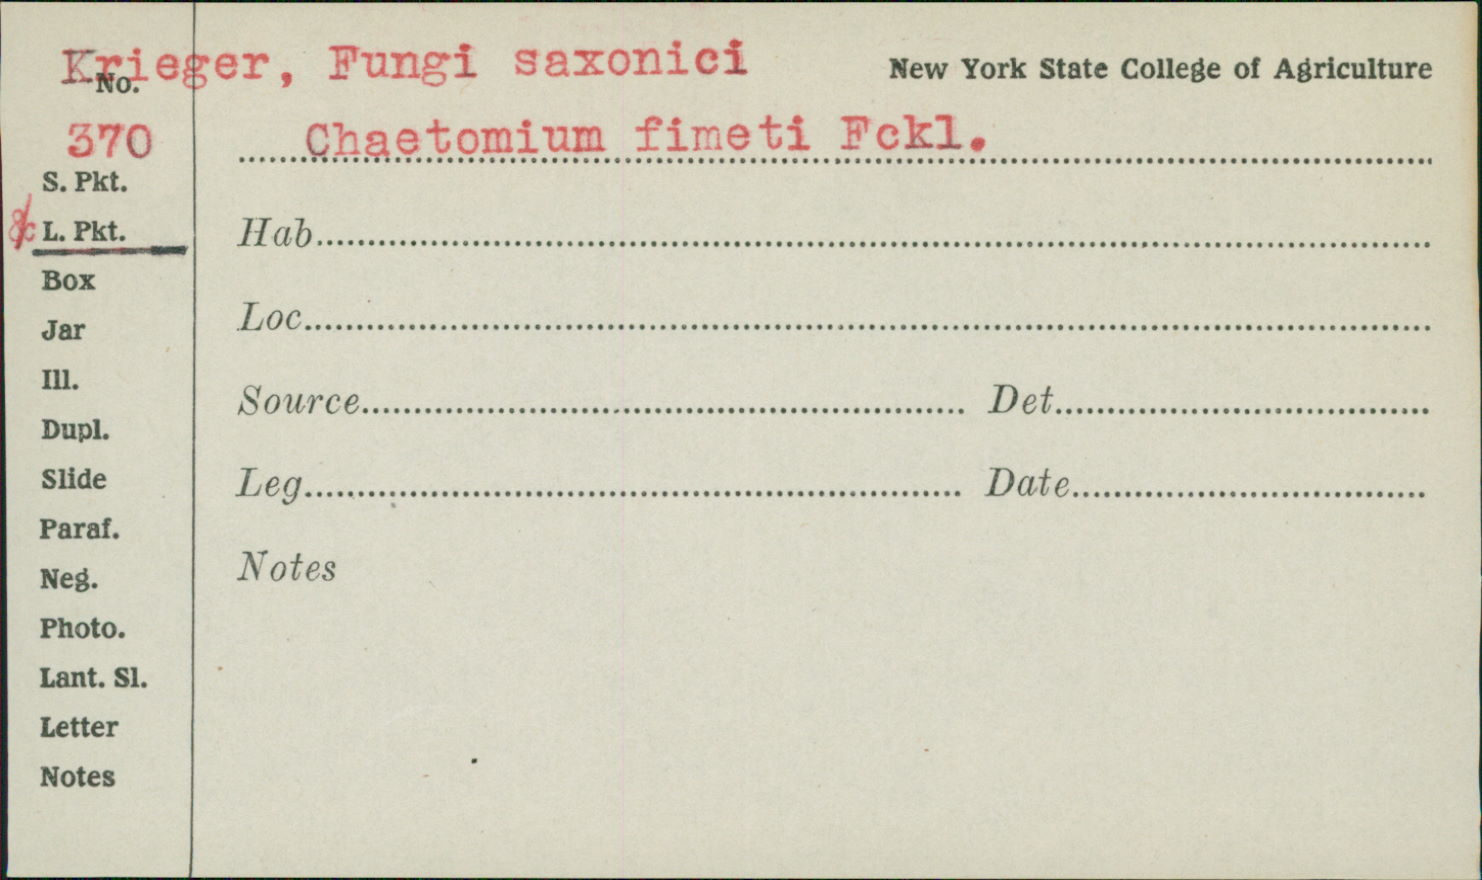 Krieger, Fungi saxonici
New York State College of Agriculture
No.
370
Chaetomium fimeti Fckl.
S. Pkt.
L. Pkt.
Hab
Box
Loc
Jar
Ill.
Source Det.
Dupl.
Slide
Leg. Date
Paraf.
Notes
Neg.
Photo.
Lant. Sl.
Letter
Notes